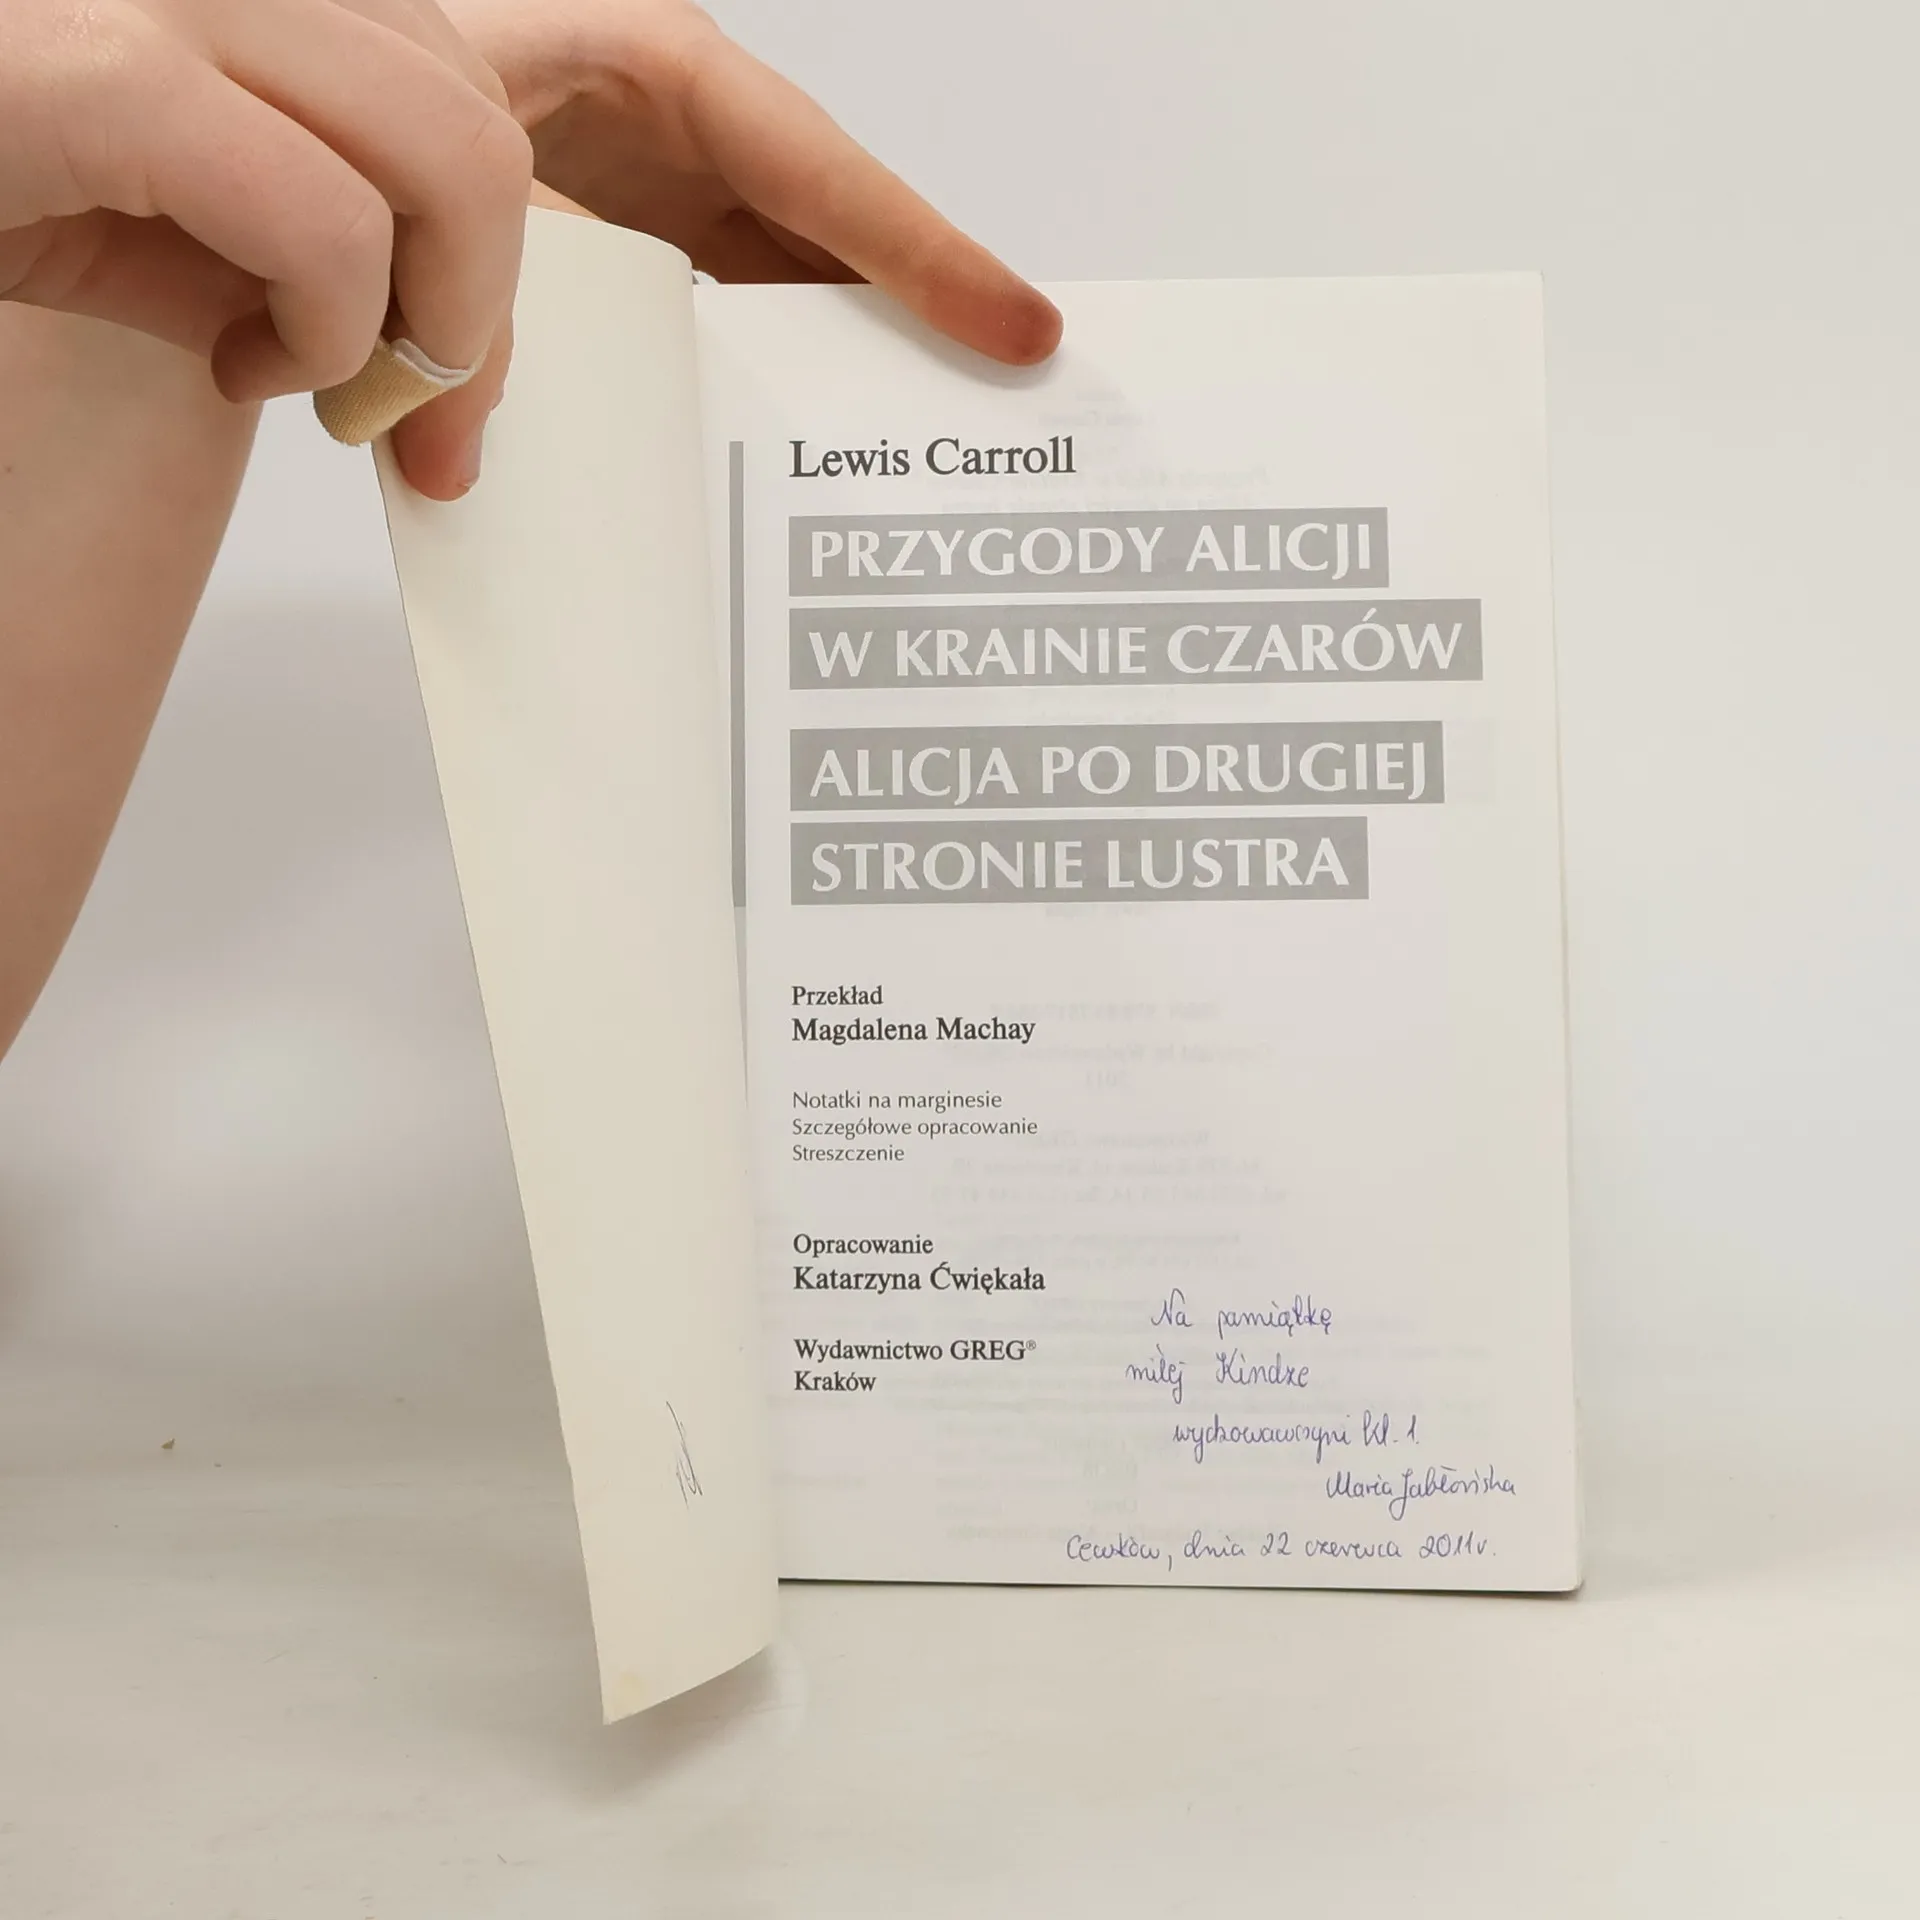 Lewis Carroll
PRZYGODY ALICJI
W KRAINIE CZARÓW
ALICJA PO DRUGIEJ
STRONIE LUSTRA
Przekład
Magdalena Machay
Notatki na marginesie
Szczegółowe opracowanie
Streszczenie
Opracowanie
Katarzyna Ćwiękała
Wydawnictwo GREG®
Kraków
Na pamiątkę
miłej Kindze
wychowawczyni kl. 1.
Maria Jabłońska
Cewków, dnia 22 czerwca 2011r.